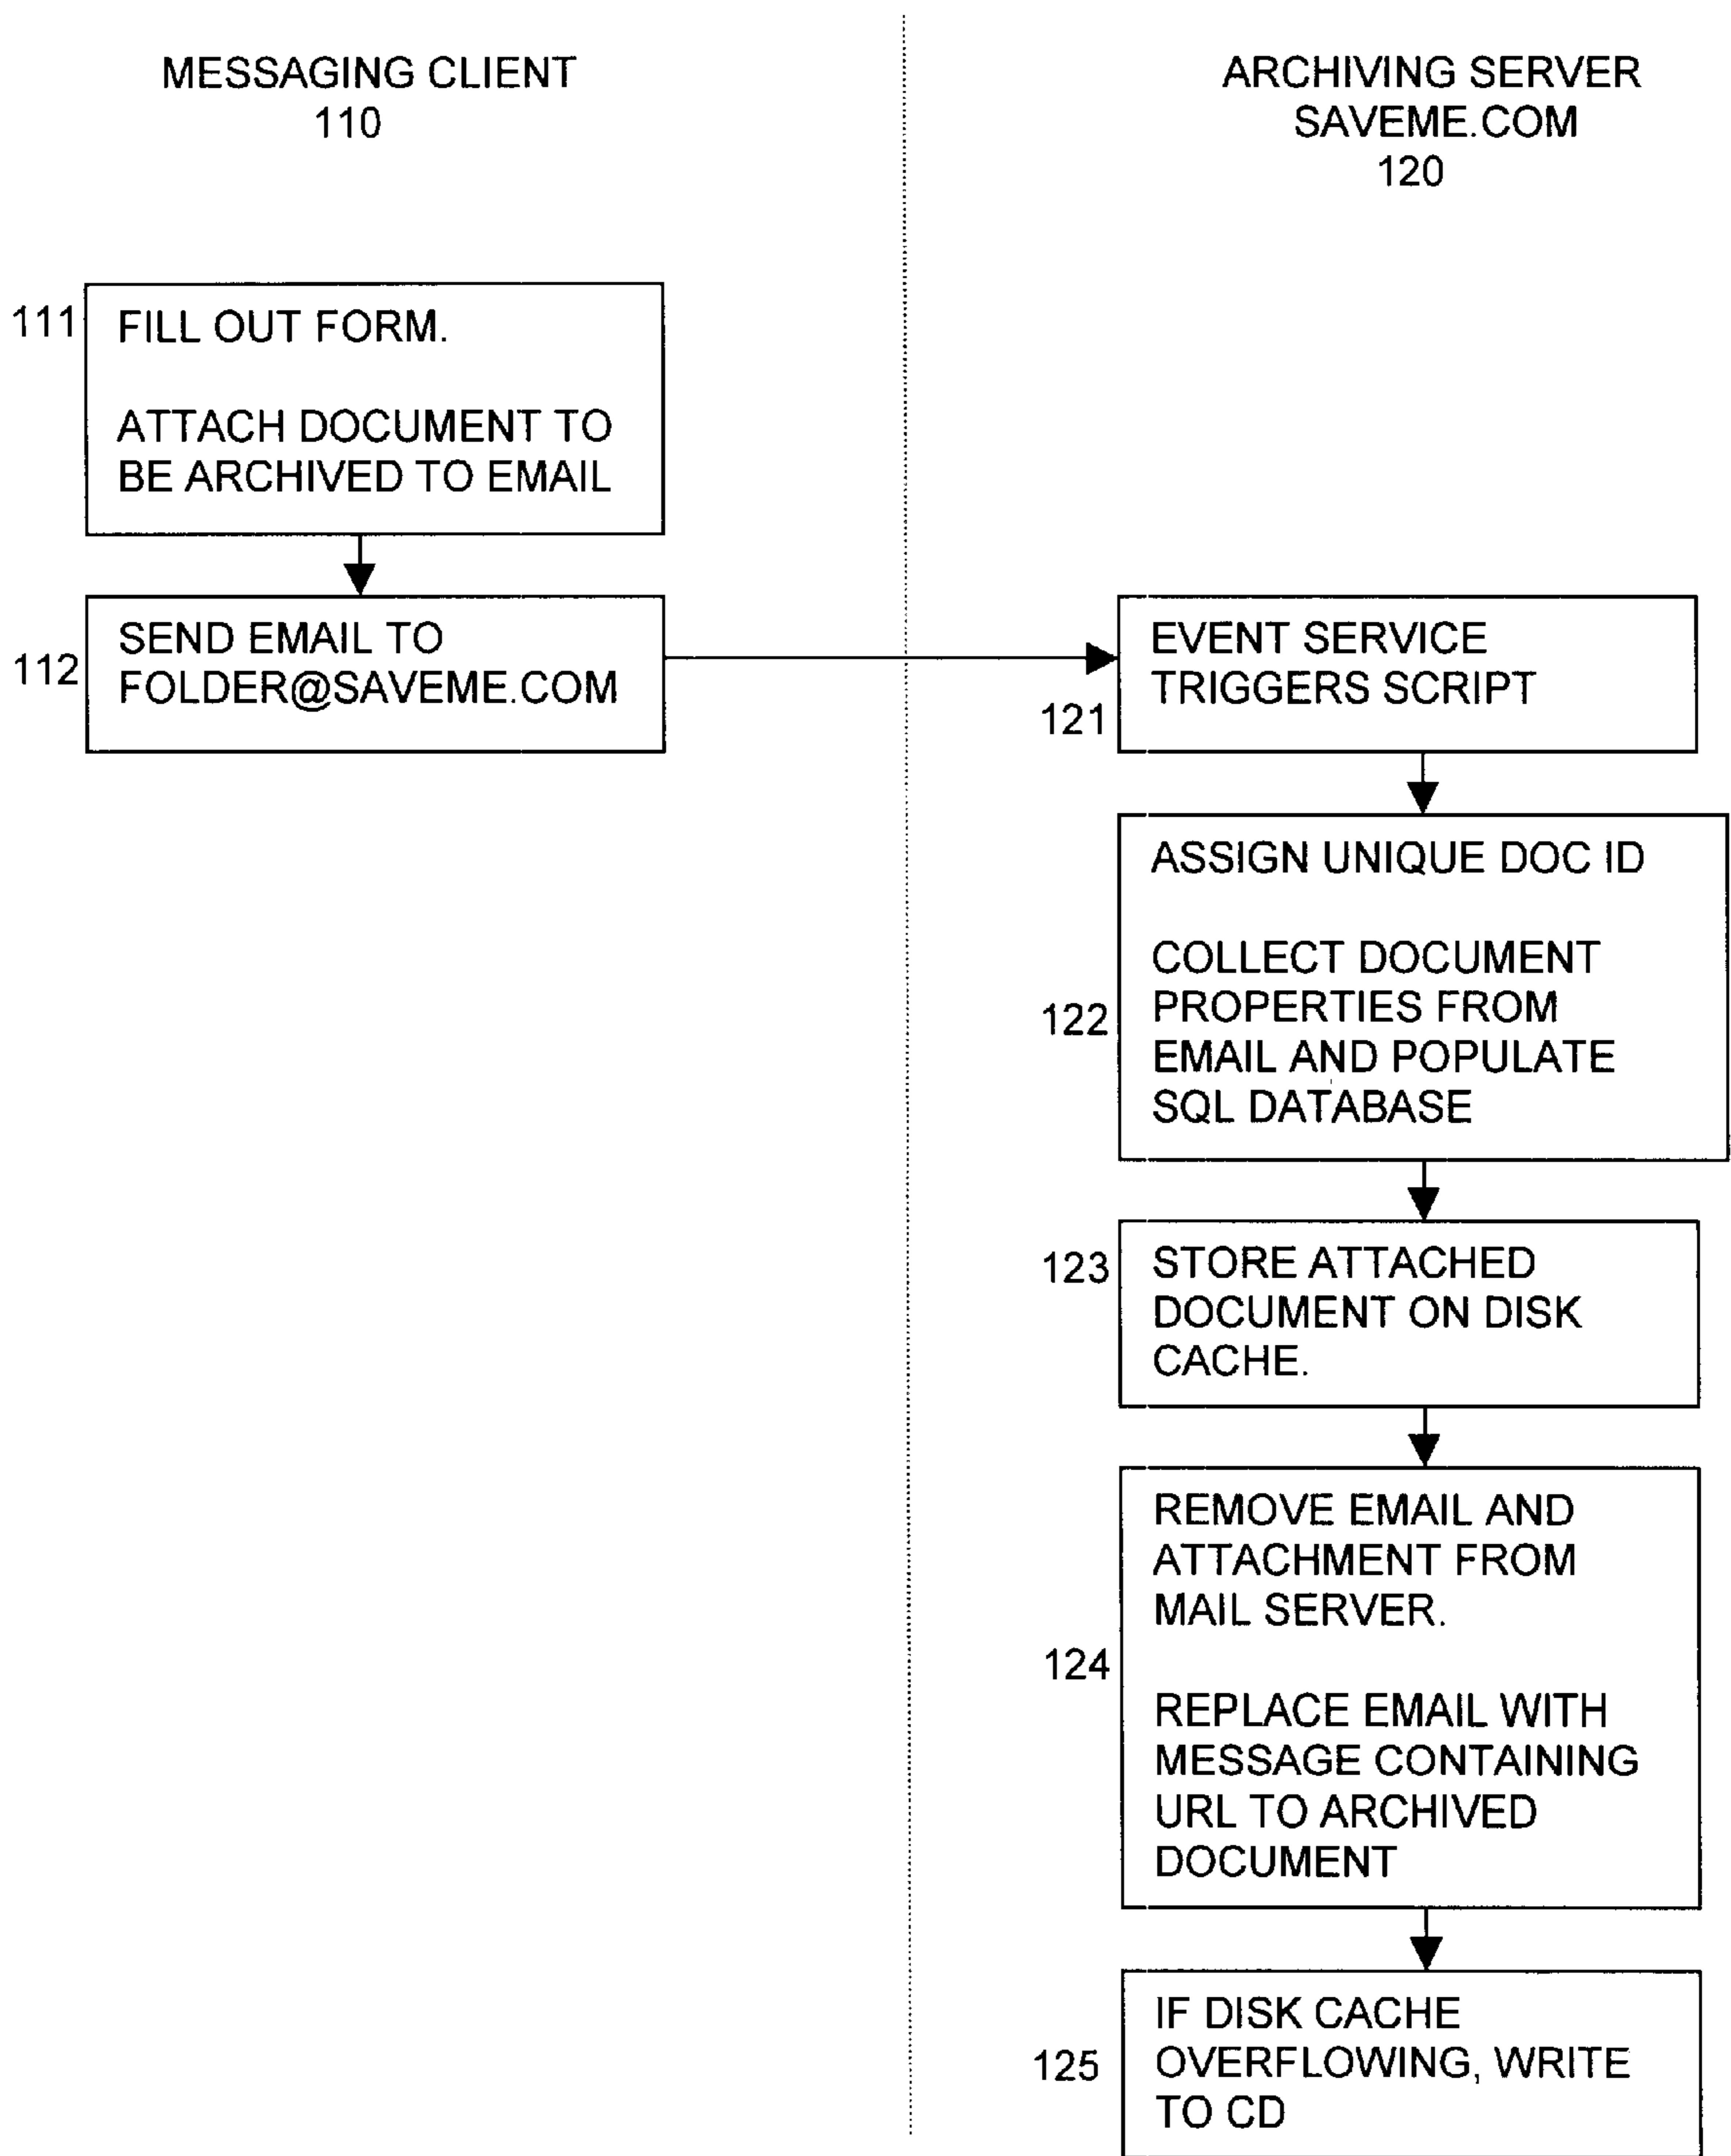 MESSAGING CLIENT
110
ARCHIVING SERVER
SAVEME.COM
120
111
FILL OUT FORM.
ATTACH DOCUMENT TO
BE ARCHIVED TO EMAIL
112
SEND EMAIL TO
FOLDER@SAVEME.COM
121
EVENT SERVICE
TRIGGERS SCRIPT
122
ASSIGN UNIQUE DOC ID
COLLECT DOCUMENT
PROPERTIES FROM
EMAIL AND POPULATE
SQL DATABASE
123
STORE ATTACHED
DOCUMENT ON DISK
CACHE.
124
REMOVE EMAIL AND
ATTACHMENT FROM
MAIL SERVER.
REPLACE EMAIL WITH
MESSAGE CONTAINING
URL TO ARCHIVED
DOCUMENT
125
IF DISK CACHE
OVERFLOWING, WRITE
TO CD